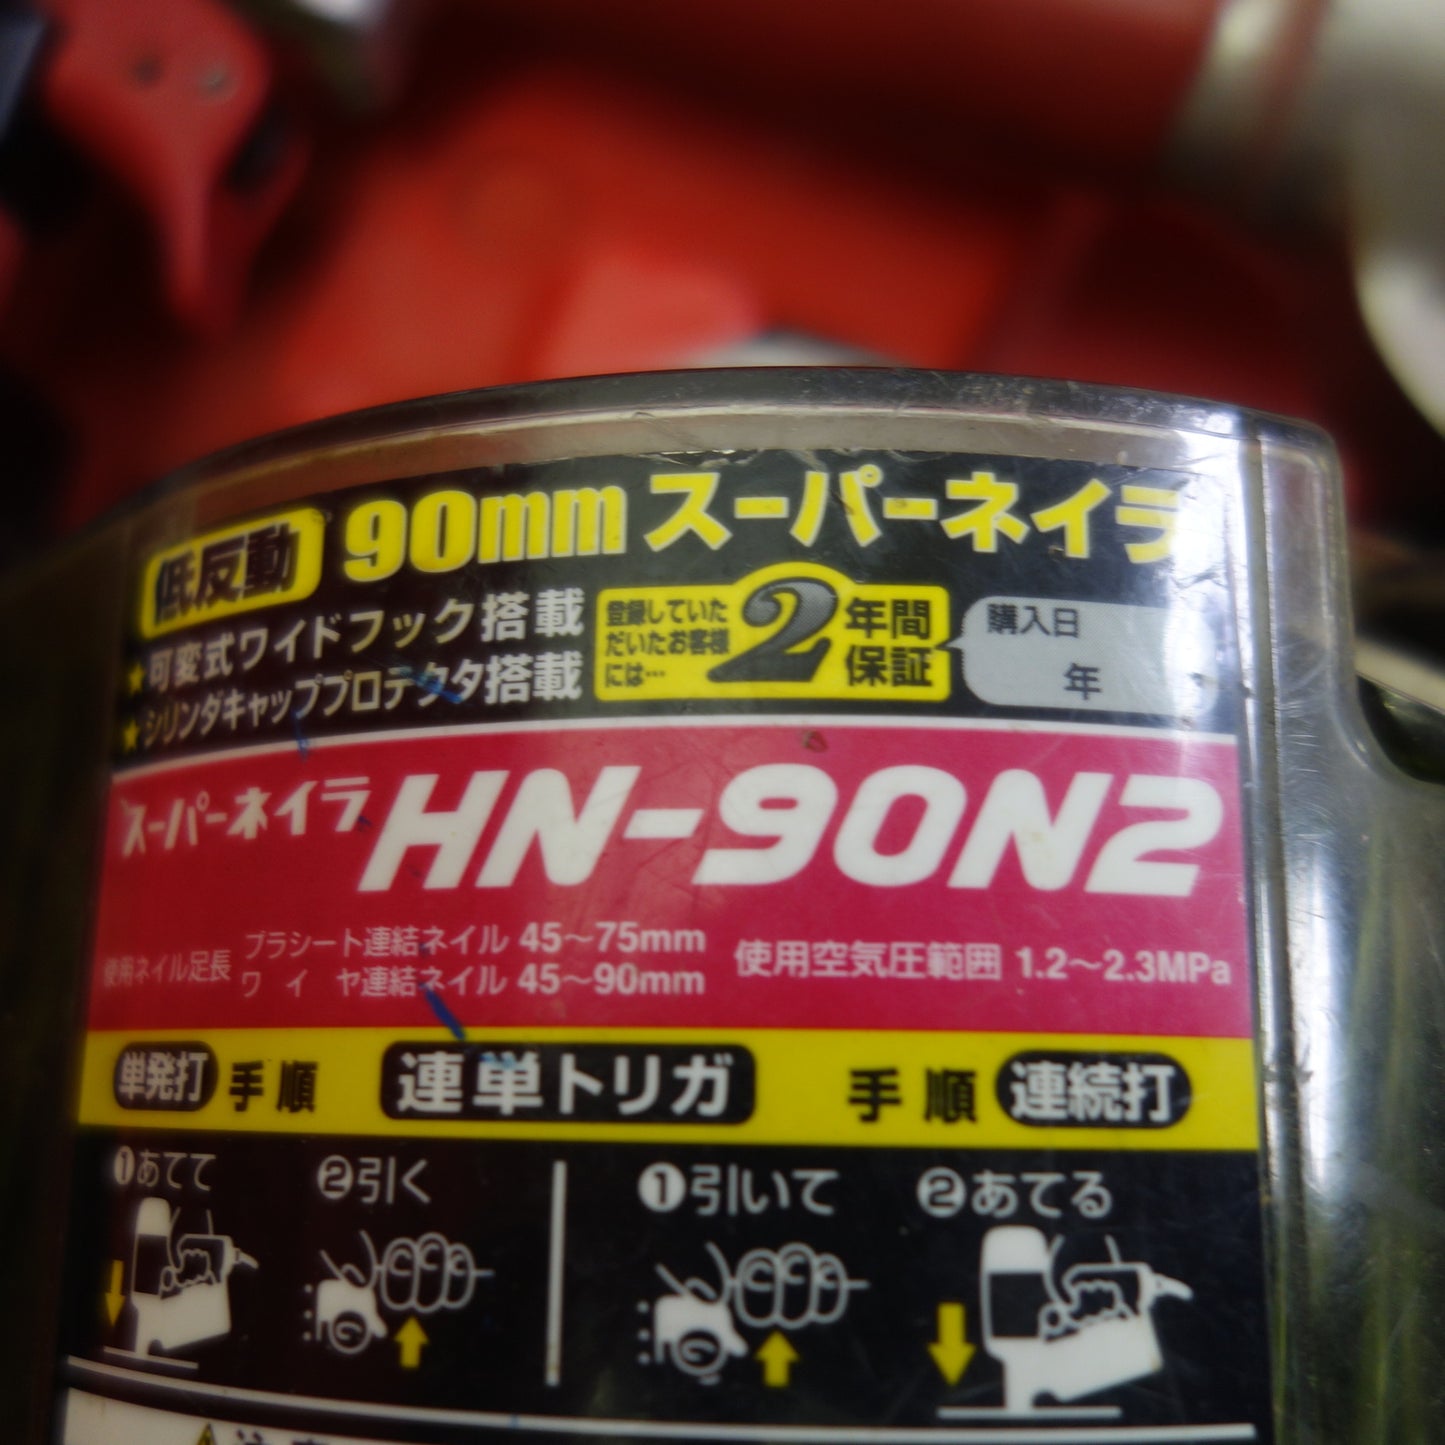 低反動 90mm スーパーネイラ
★可変式ワイドフック搭載
★シリンダキャッププロテクタ搭載
登録していた
だいたお客様
には…
2年間
保証
購入日
年
スーパーネイラ HN-90N2
使用ネイル足長
プラシート連結ネイル 45～75mm
ワイヤ連結ネイル 45～90mm
使用空気圧範囲 1.2～2.3MPa
単発打 手順 連単トリガ 手順 連続打
①あてて ②引く ①引いて ②あてる